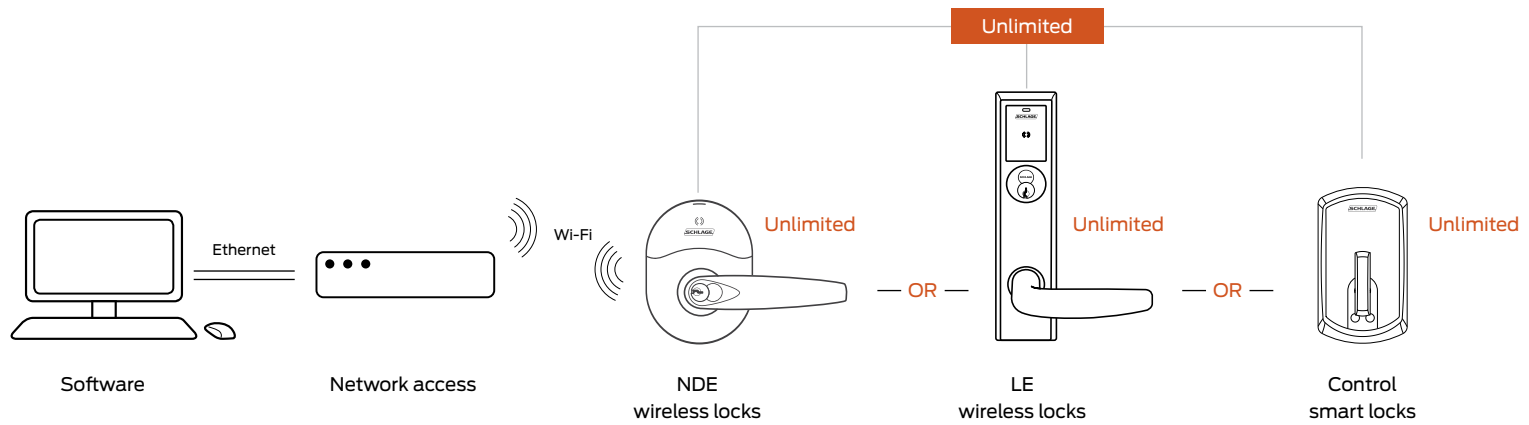 Unlimited
SCHLAGE
Ethernet
Wi-Fi
SCHLAGE
Unlimited
Unlimited
SCHLAGE
Unlimited
OR
OR
Software
Network access
NDE
wireless locks
LE
wireless locks
Control
smart locks